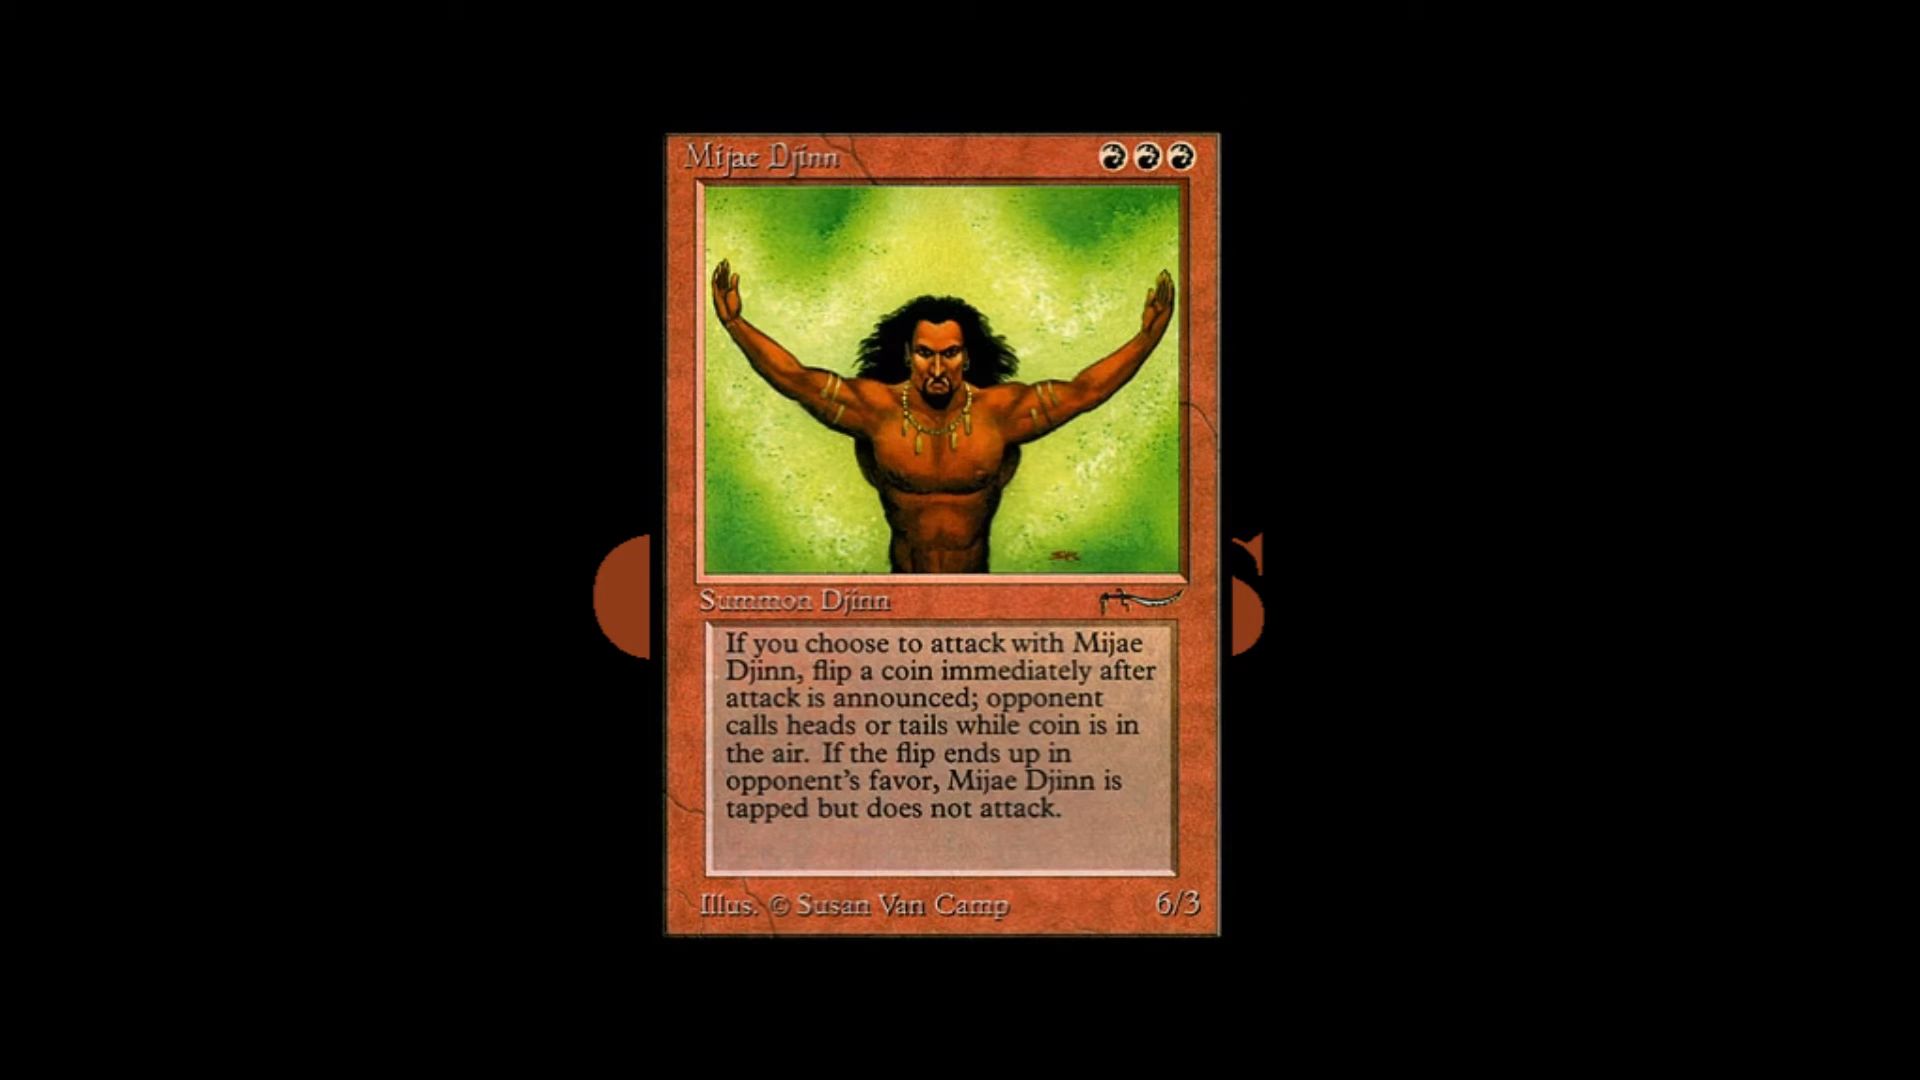 Mijae Djinn
Summon Djinn
If you choose to attack with Mijae
Djinn, flip a coin immediately after
attack is announced; opponent
calls heads or tails while coin is in
the air. If the flip ends up in
opponent's favor, Mijae Djinn is
tapped but does not attack.
Illus. © Susan Van Camp
6/3